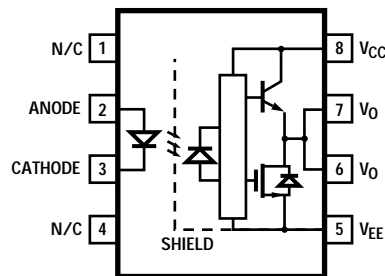 N/C 1
8 VCC
ANODE 2
7 VO
CATHODE 3
6 VO
N/C 4
5 VEE
SHIELD